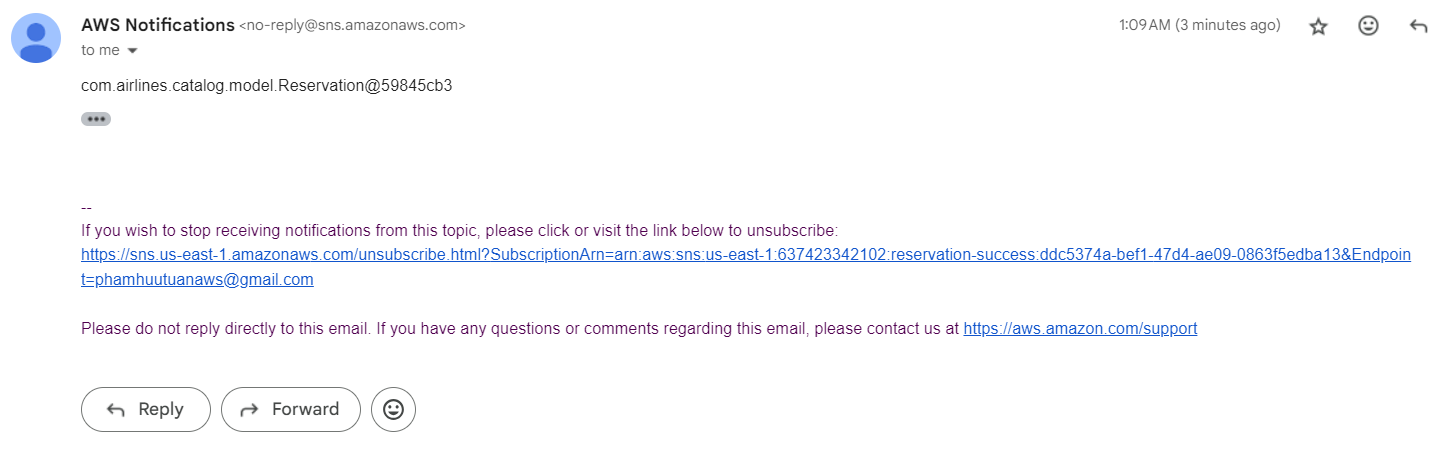 AWS Notifications <no-reply@sns.amazonaws.com> 1:09 AM (3 minutes ago)
to me
com.airlines.catalog.model.Reservation@59845cb3
--
If you wish to stop receiving notifications from this topic, please click or visit the link below to unsubscribe:
https://sns.us-east-1.amazonaws.com/unsubscribe.html?SubscriptionArn=arn:aws:sns:us-east-1:637423342102:reservation-success:ddc5374a-bef1-47d4-ae09-0863f5edba13&Endpoin
t=phamhuutuanaws@gmail.com
Please do not reply directly to this email. If you have any questions or comments regarding this email, please contact us at https://aws.amazon.com/support
Reply Forward